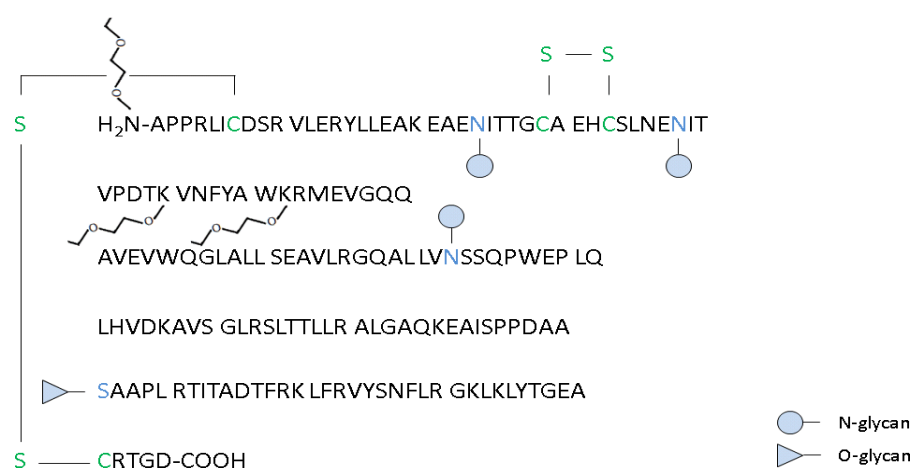 O
O
S — S
S H₂N-APPRLICDSR VLERYLLEAK EAENITTGCA EHCSLNENIT
VPDTK VNFYA WKRMEVGQQ
O O O O
AVEVWQGLALL SEAVLRGQAL LVNSSQPWEP LQ
LHVDKAVS GLRSLTTLLR ALGAQKEAISPPDAA
SAAPL RTITADTFRK LFRVYSNFLR GKLKLYTGEA
N-glycan
O-glycan
S CRTGD-COOH